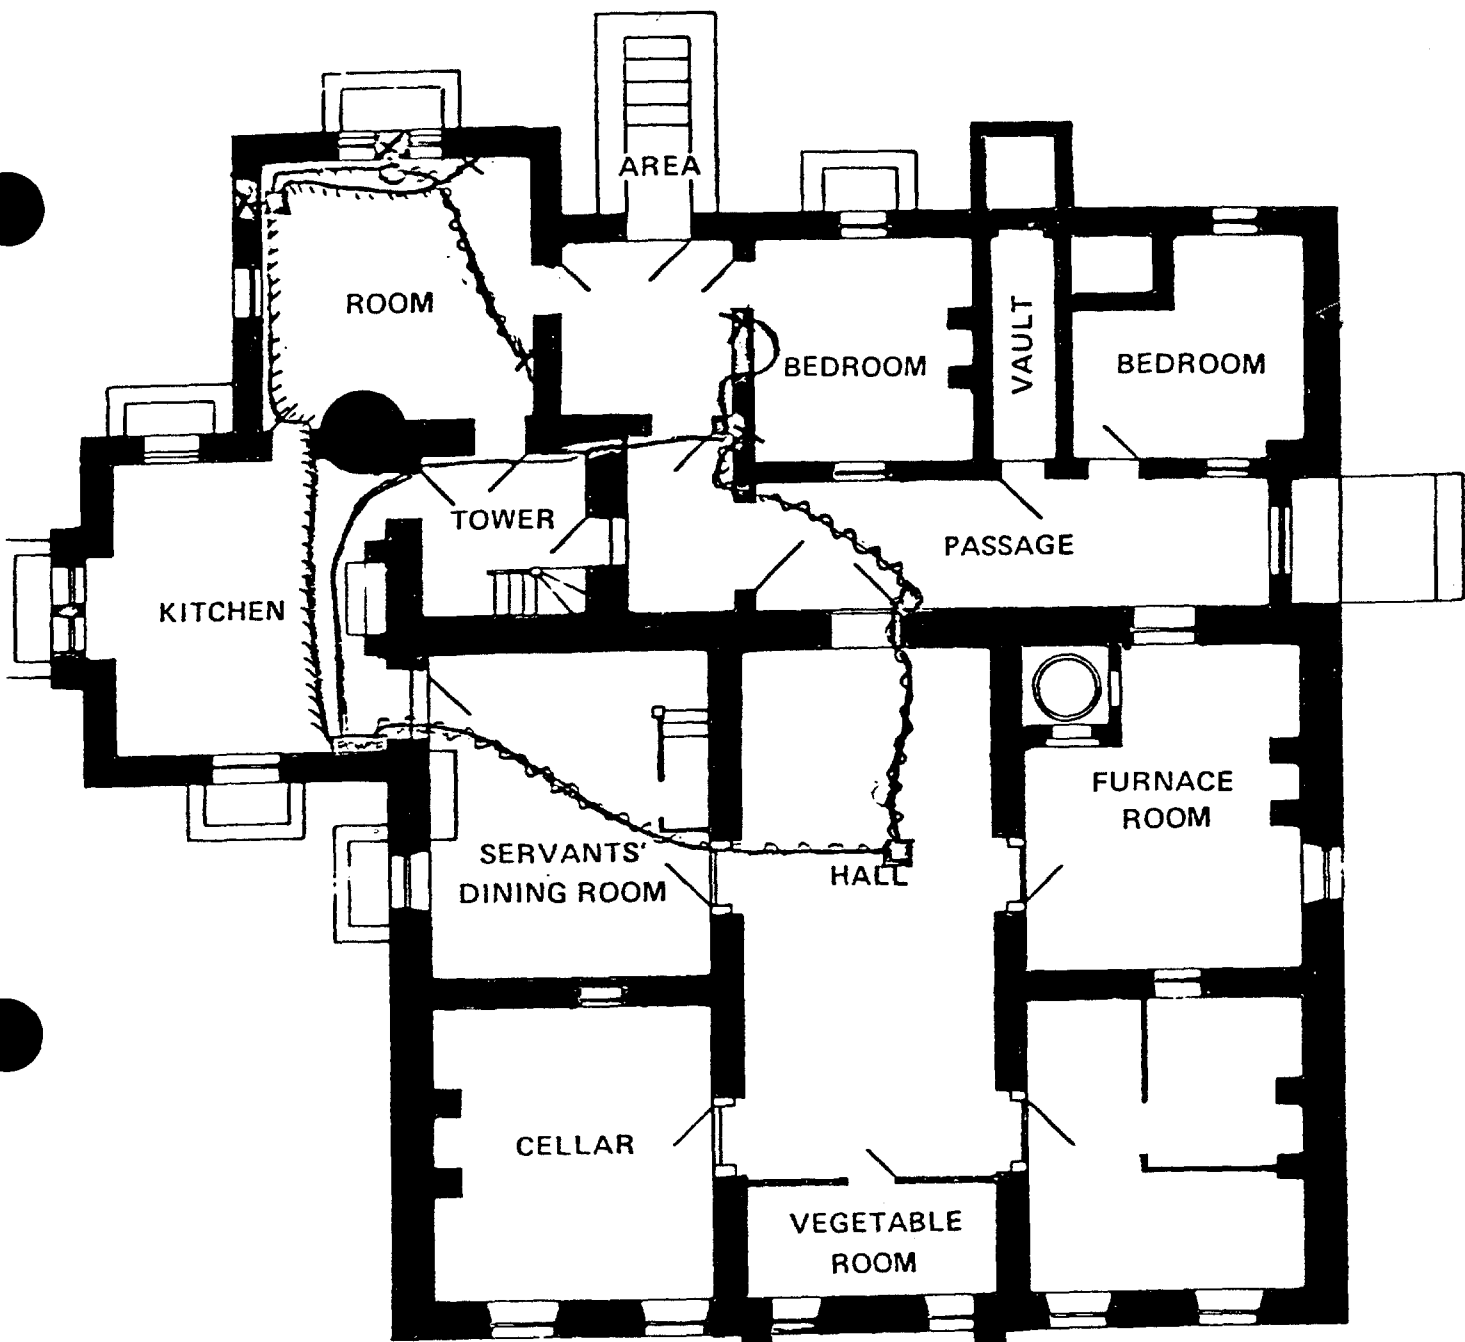 AREA
ROOM
BEDROOM
VAULT
BEDROOM
TOWER
PASSAGE
KITCHEN
FURNACE
ROOM
SERVANTS'
DINING ROOM
HALL
CELLAR
VEGETABLE
ROOM